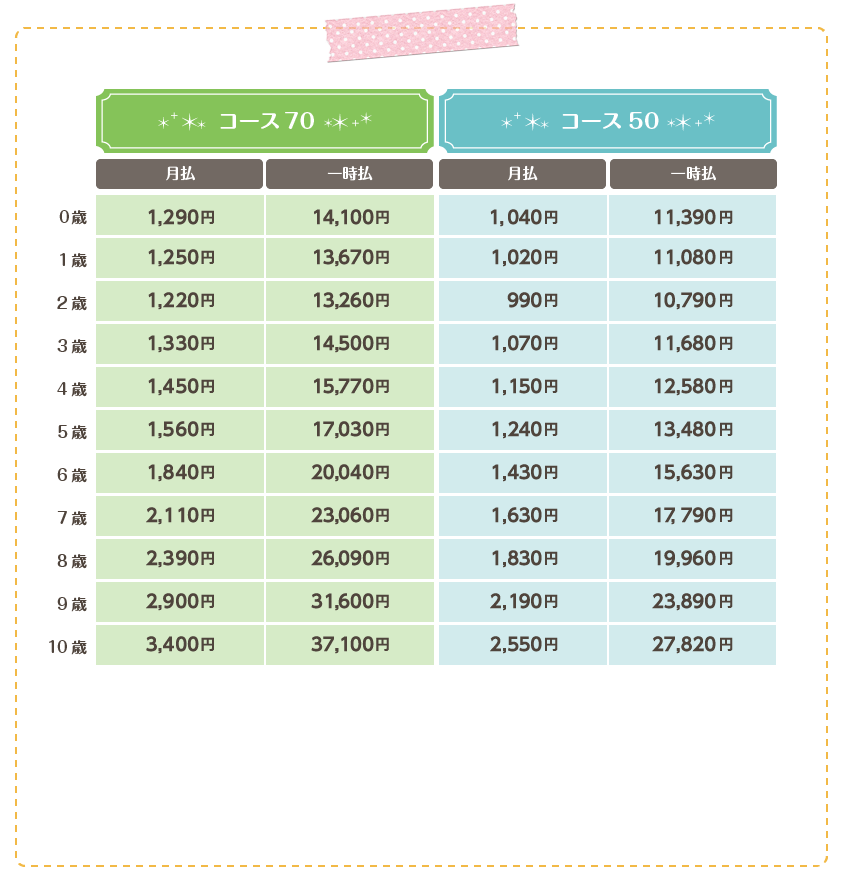 コース70 コース50
月払 一時払 月払 一時払
0歳 1,290円 14,100円 1,040円 11,390円
1歳 1,250円 13,670円 1,020円 11,080円
2歳 1,220円 13,260円 990円 10,790円
3歳 1,330円 14,500円 1,070円 11,680円
4歳 1,450円 15,770円 1,150円 12,580円
5歳 1,560円 17,030円 1,240円 13,480円
6歳 1,840円 20,040円 1,430円 15,630円
7歳 2,110円 23,060円 1,630円 17,790円
8歳 2,390円 26,090円 1,830円 19,960円
9歳 2,900円 31,600円 2,190円 23,890円
10歳 3,400円 37,100円 2,550円 27,820円